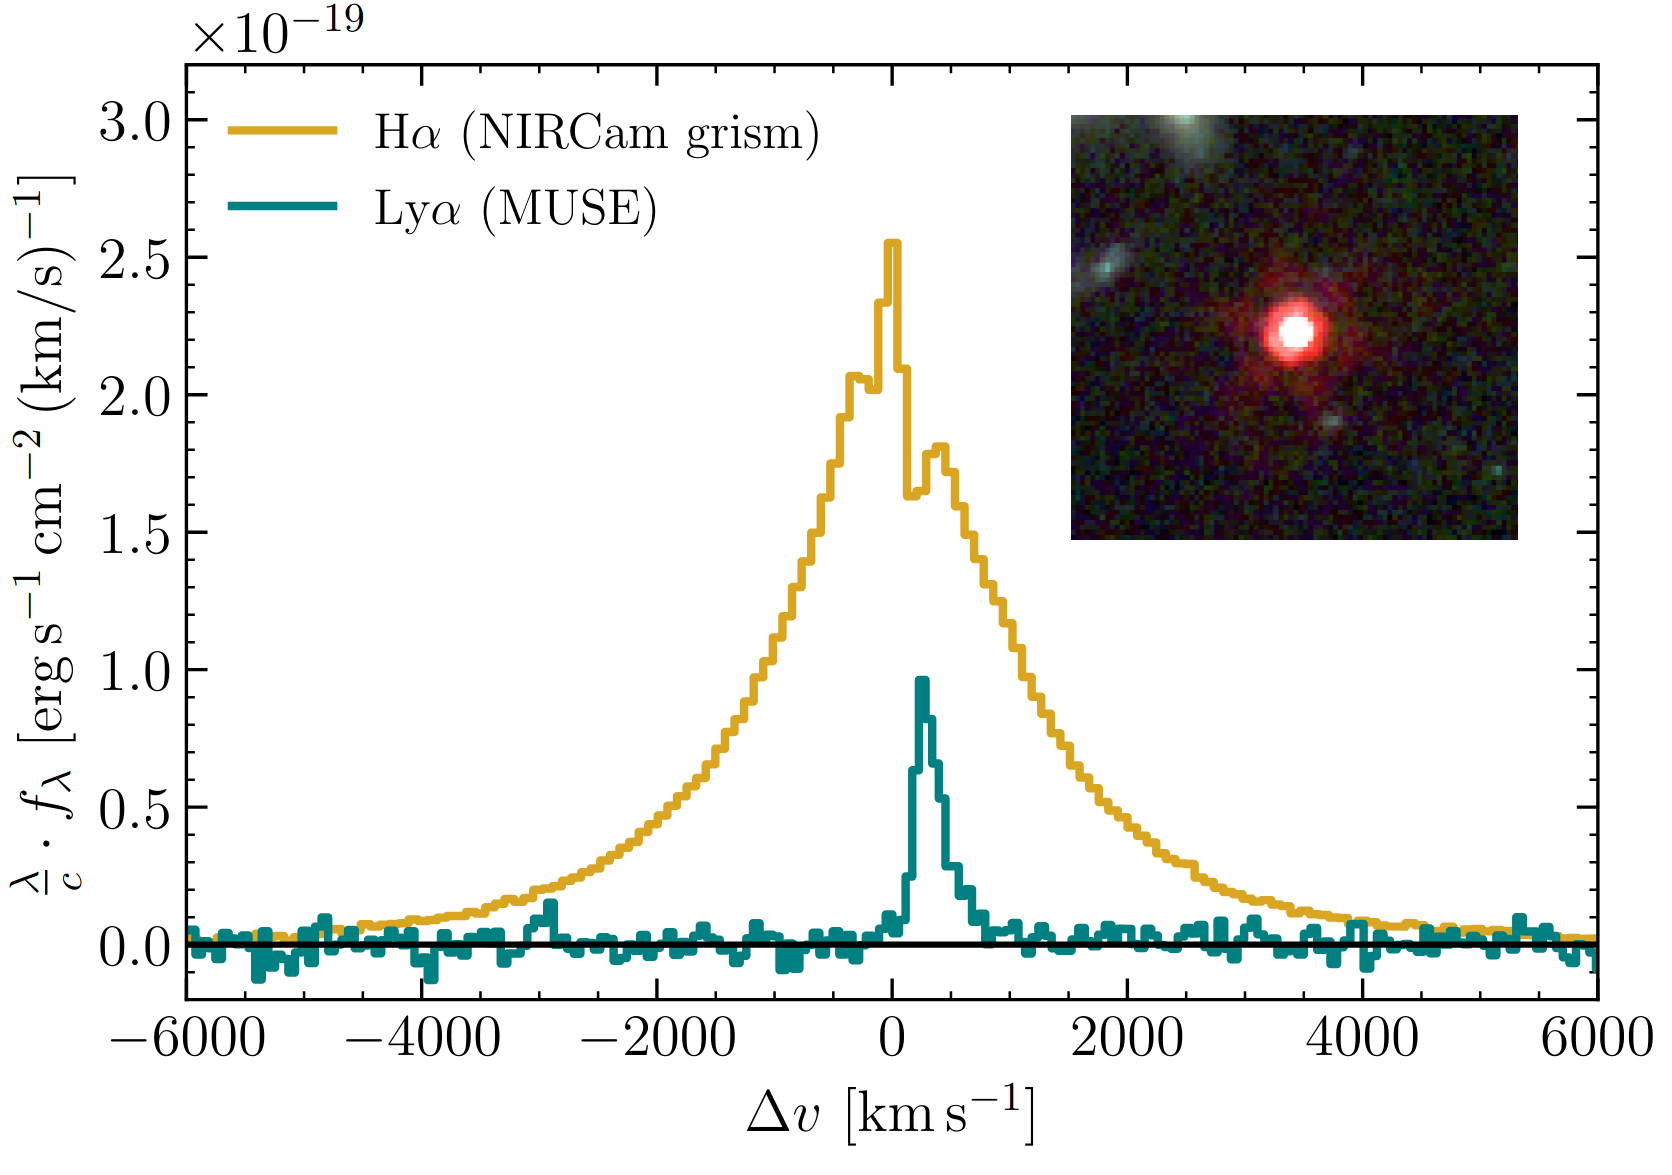 ×10⁻¹⁹
Hα (NIRCam grism)
Lyα (MUSE)
3.0
2.5
2.0
1.5
1.0
0.5
0.0
λ/c · f_λ [erg s⁻¹ cm⁻² (km/s)⁻¹]
−6000 −4000 −2000 0 2000 4000 6000
Δv [km s⁻¹]